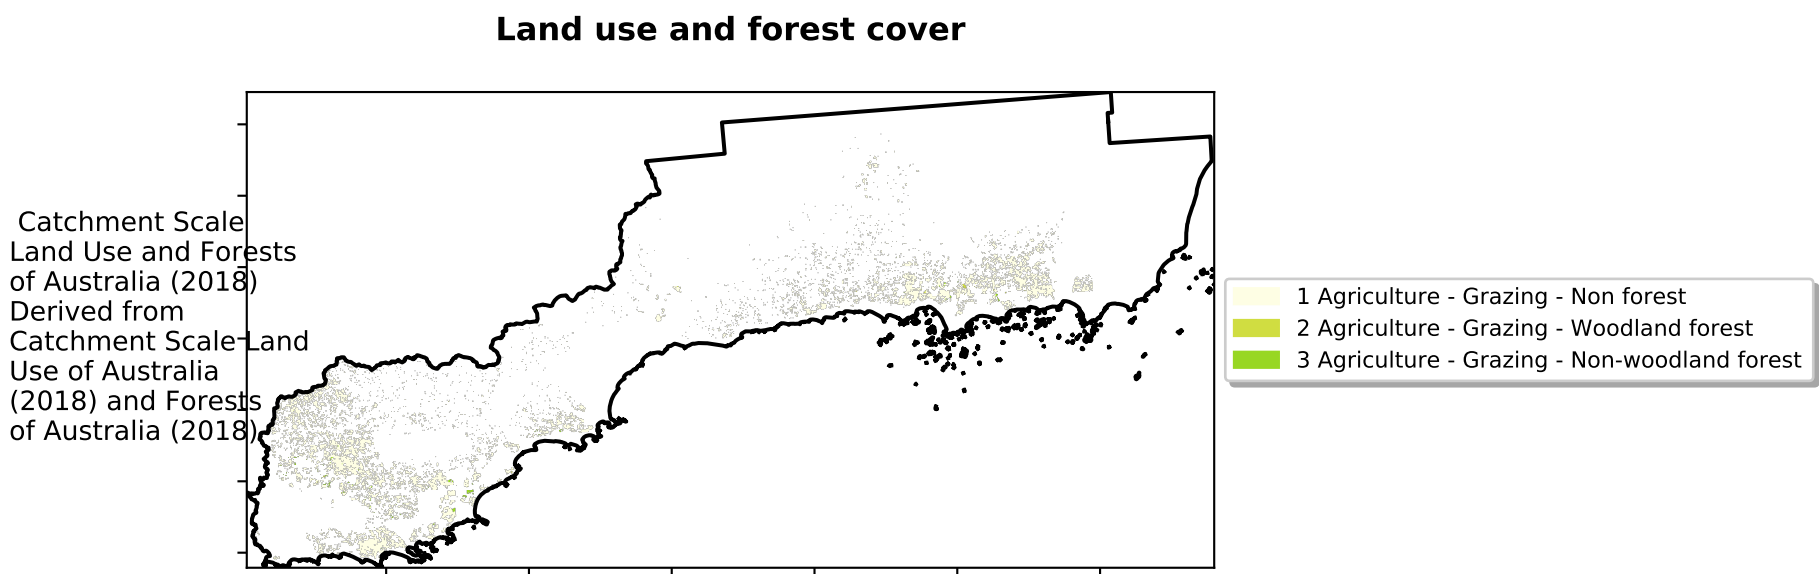 Land use and forest cover
Catchment Scale
Land Use and Forests
of Australia (2018)
Derived from
Catchment Scale Land
Use of Australia
(2018) and Forests
of Australia (2018)
1 Agriculture - Grazing - Non forest
2 Agriculture - Grazing - Woodland forest
3 Agriculture - Grazing - Non-woodland forest